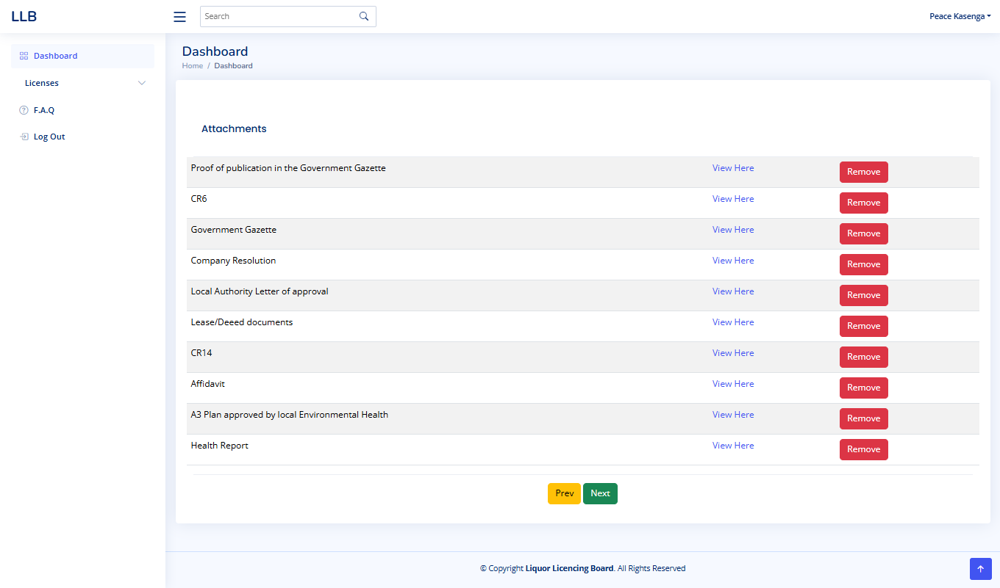 LLB
Search
Peace Kasenga
Dashboard
Licenses
F.A.Q
Log Out
Dashboard
Home / Dashboard
Attachments
Proof of publication in the Government Gazette View Here Remove
CR6 View Here Remove
Government Gazette View Here Remove
Company Resolution View Here Remove
Local Authority Letter of approval View Here Remove
Lease/Deeed documents View Here Remove
CR14 View Here Remove
Affidavit View Here Remove
A3 Plan approved by local Environmental Health View Here Remove
Health Report View Here Remove
Prev Next
© Copyright Liquor Licencing Board. All Rights Reserved